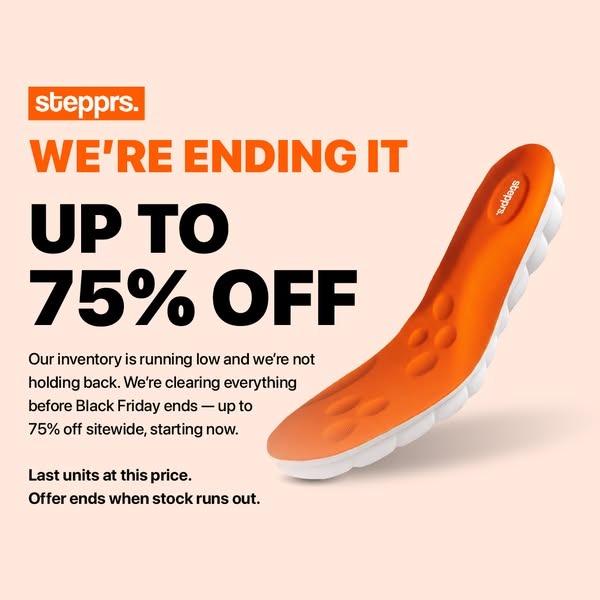 stepprs.
WE'RE ENDING IT
UP TO
75% OFF
Our inventory is running low and we're not
holding back. We're clearing everything
before Black Friday ends — up to
75% off sitewide, starting now.
Last units at this price.
Offer ends when stock runs out.
stepprs.